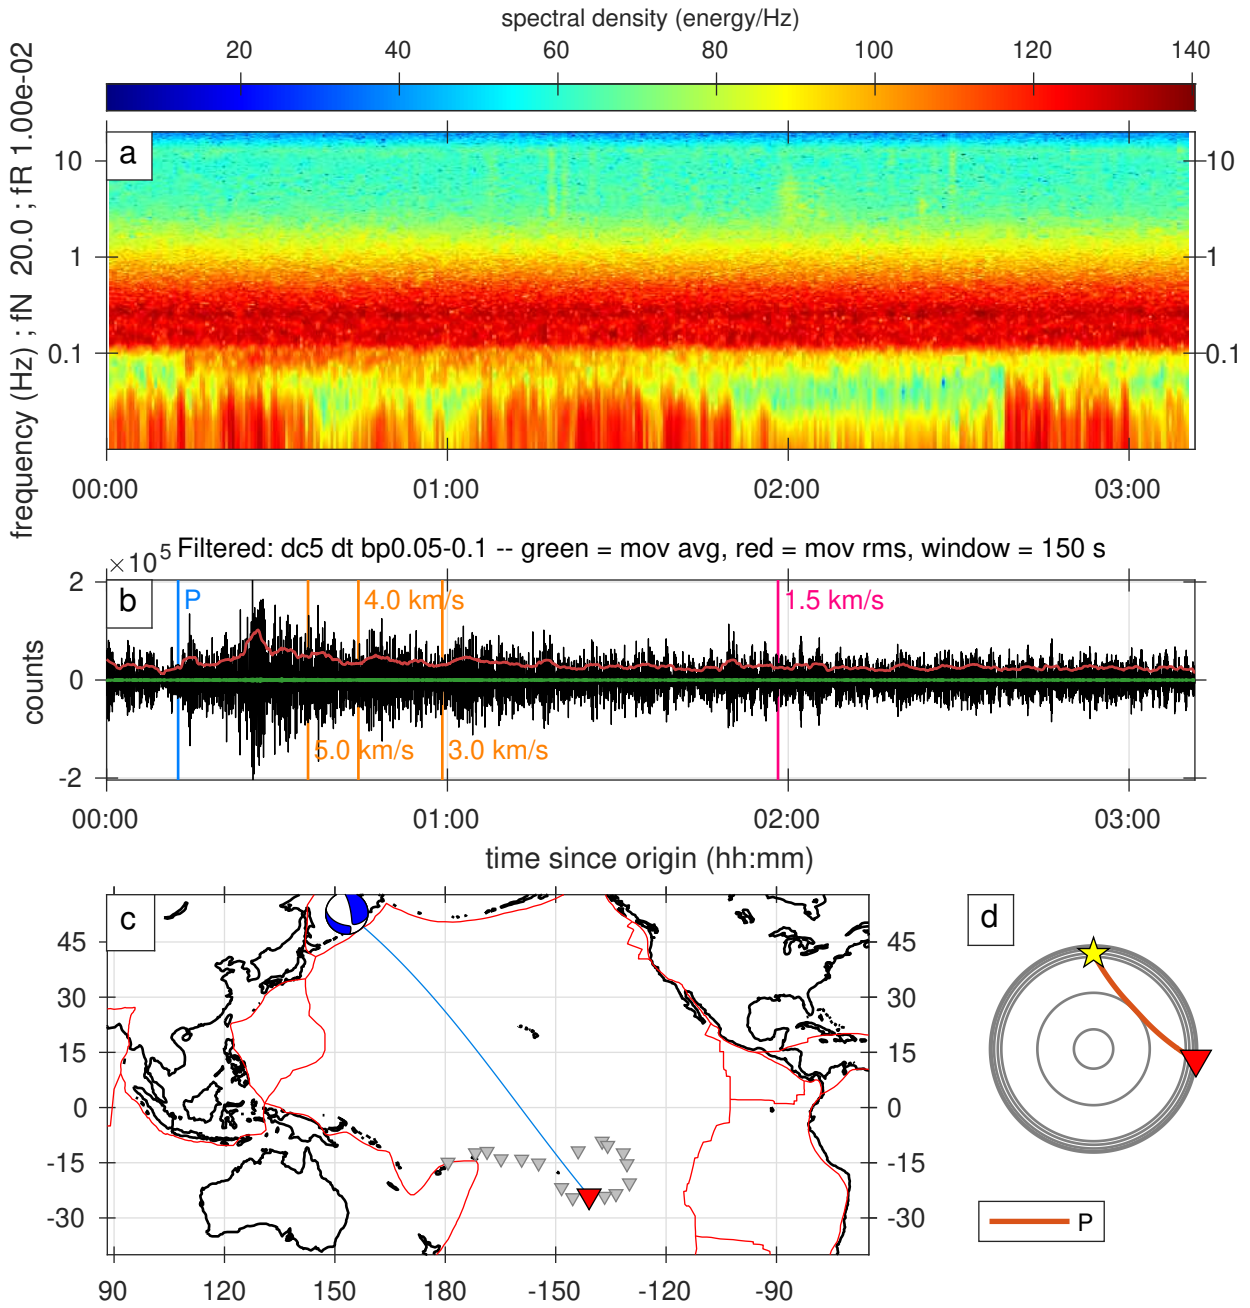 spectral density (energy/Hz)
20 40 60 80 100 120 140
frequency (Hz) ; fN 20.0 ; fR 1.00e-02
a
10 10
1 1
0.1 0.1
00:00 01:00 02:00 03:00
×10^5 Filtered: dc5 dt bp0.05-0.1 -- green = mov avg, red = mov rms, window = 150 s
b
counts
2
0
-2
P 4.0 km/s 1.5 km/s
5.0 km/s 3.0 km/s
00:00 01:00 02:00 03:00
time since origin (hh:mm)
c
45 45
30 30
15 15
0 0
-15 -15
-30 -30
90 120 150 180 -150 -120 -90
d
P